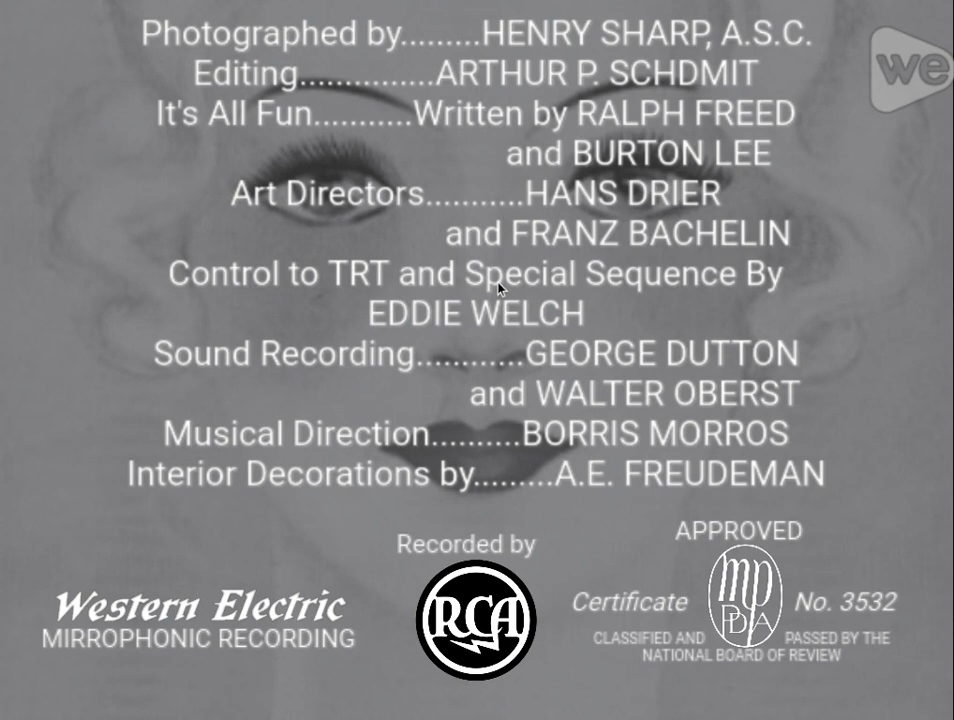 Photographed by.........HENRY SHARP, A.S.C.
we
Editing...............ARTHUR P. SCHDMIT
It's All Fun...........Written by RALPH FREED
and BURTON LEE
Art Directors...........HANS DRIER
and FRANZ BACHELIN
Control to TRT and Special Sequence By
EDDIE WELCH
Sound Recording............GEORGE DUTTON
and WALTER OBERST
Musical Direction..........BORRIS MORROS
Interior Decorations by.........A.E. FREUDEMAN
Recorded by
RCA
Western Electric
MIRROPHONIC RECORDING
APPROVED
Certificate mp PDA No. 3532
CLASSIFIED AND PASSED BY THE
NATIONAL BOARD OF REVIEW